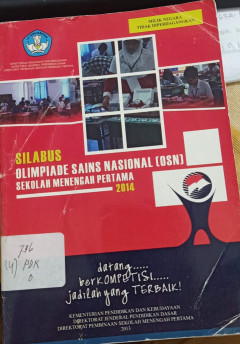 MILIK NEGARA
TIDAK DIPERDAGANGKAN
SILABUS
OLIMPIADE SAINS NASIONAL (OSN)
SEKOLAH MENENGAH PERTAMA
2014
datang.....
berKOMPETISI.....
jadilah yang TERBAIK!
KEMENTERIAN PENDIDIKAN DAN KEBUDAYAAN
DIREKTORAT JENDERAL PENDIDIKAN DASAR
DIREKTORAT PEMBINAAN SEKOLAH MENENGAH PERTAMA
2013